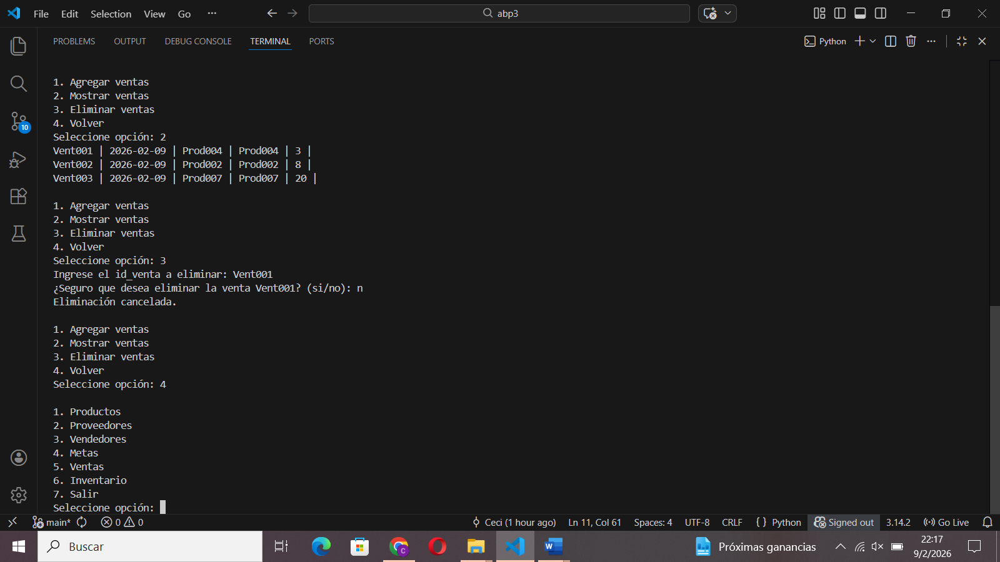 File Edit Selection View Go ··· abp3
PROBLEMS OUTPUT DEBUG CONSOLE TERMINAL PORTS Python
1. Agregar ventas
2. Mostrar ventas
3. Eliminar ventas
4. Volver
Seleccione opción: 2
Vent001 | 2026-02-09 | Prod004 | Prod004 | 3 |
Vent002 | 2026-02-09 | Prod002 | Prod002 | 8 |
Vent003 | 2026-02-09 | Prod007 | Prod007 | 20 |
1. Agregar ventas
2. Mostrar ventas
3. Eliminar ventas
4. Volver
Seleccione opción: 3
Ingrese el id_venta a eliminar: Vent001
¿Seguro que desea eliminar la venta Vent001? (si/no): n
Eliminación cancelada.
1. Agregar ventas
2. Mostrar ventas
3. Eliminar ventas
4. Volver
Seleccione opción: 4
1. Productos
2. Proveedores
3. Vendedores
4. Metas
5. Ventas
6. Inventario
7. Salir
Seleccione opción:
10
main* 0 0 Ceci (1 hour ago) Ln 11, Col 61 Spaces: 4 UTF-8 CRLF {} Python Signed out 3.14.2 Go Live
Buscar C W Próximas ganancias 22:17
9/2/2026